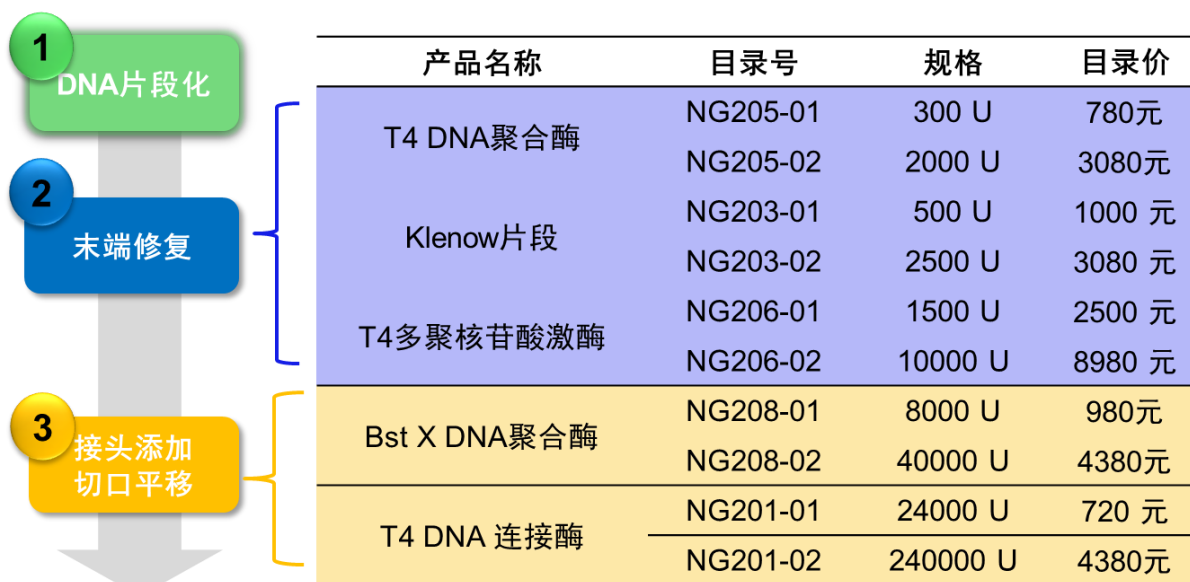 1
DNA片段化
2
末端修复
3
接头添加
切口平移
产品名称 目录号 规格 目录价
T4 DNA聚合酶
NG205-01 300 U 780元
NG205-02 2000 U 3080元
Klenow片段
NG203-01 500 U 1000 元
NG203-02 2500 U 3080 元
T4多聚核苷酸激酶
NG206-01 1500 U 2500 元
NG206-02 10000 U 8980 元
Bst X DNA聚合酶
NG208-01 8000 U 980元
NG208-02 40000 U 4380元
T4 DNA 连接酶
NG201-01 24000 U 720 元
NG201-02 240000 U 4380元